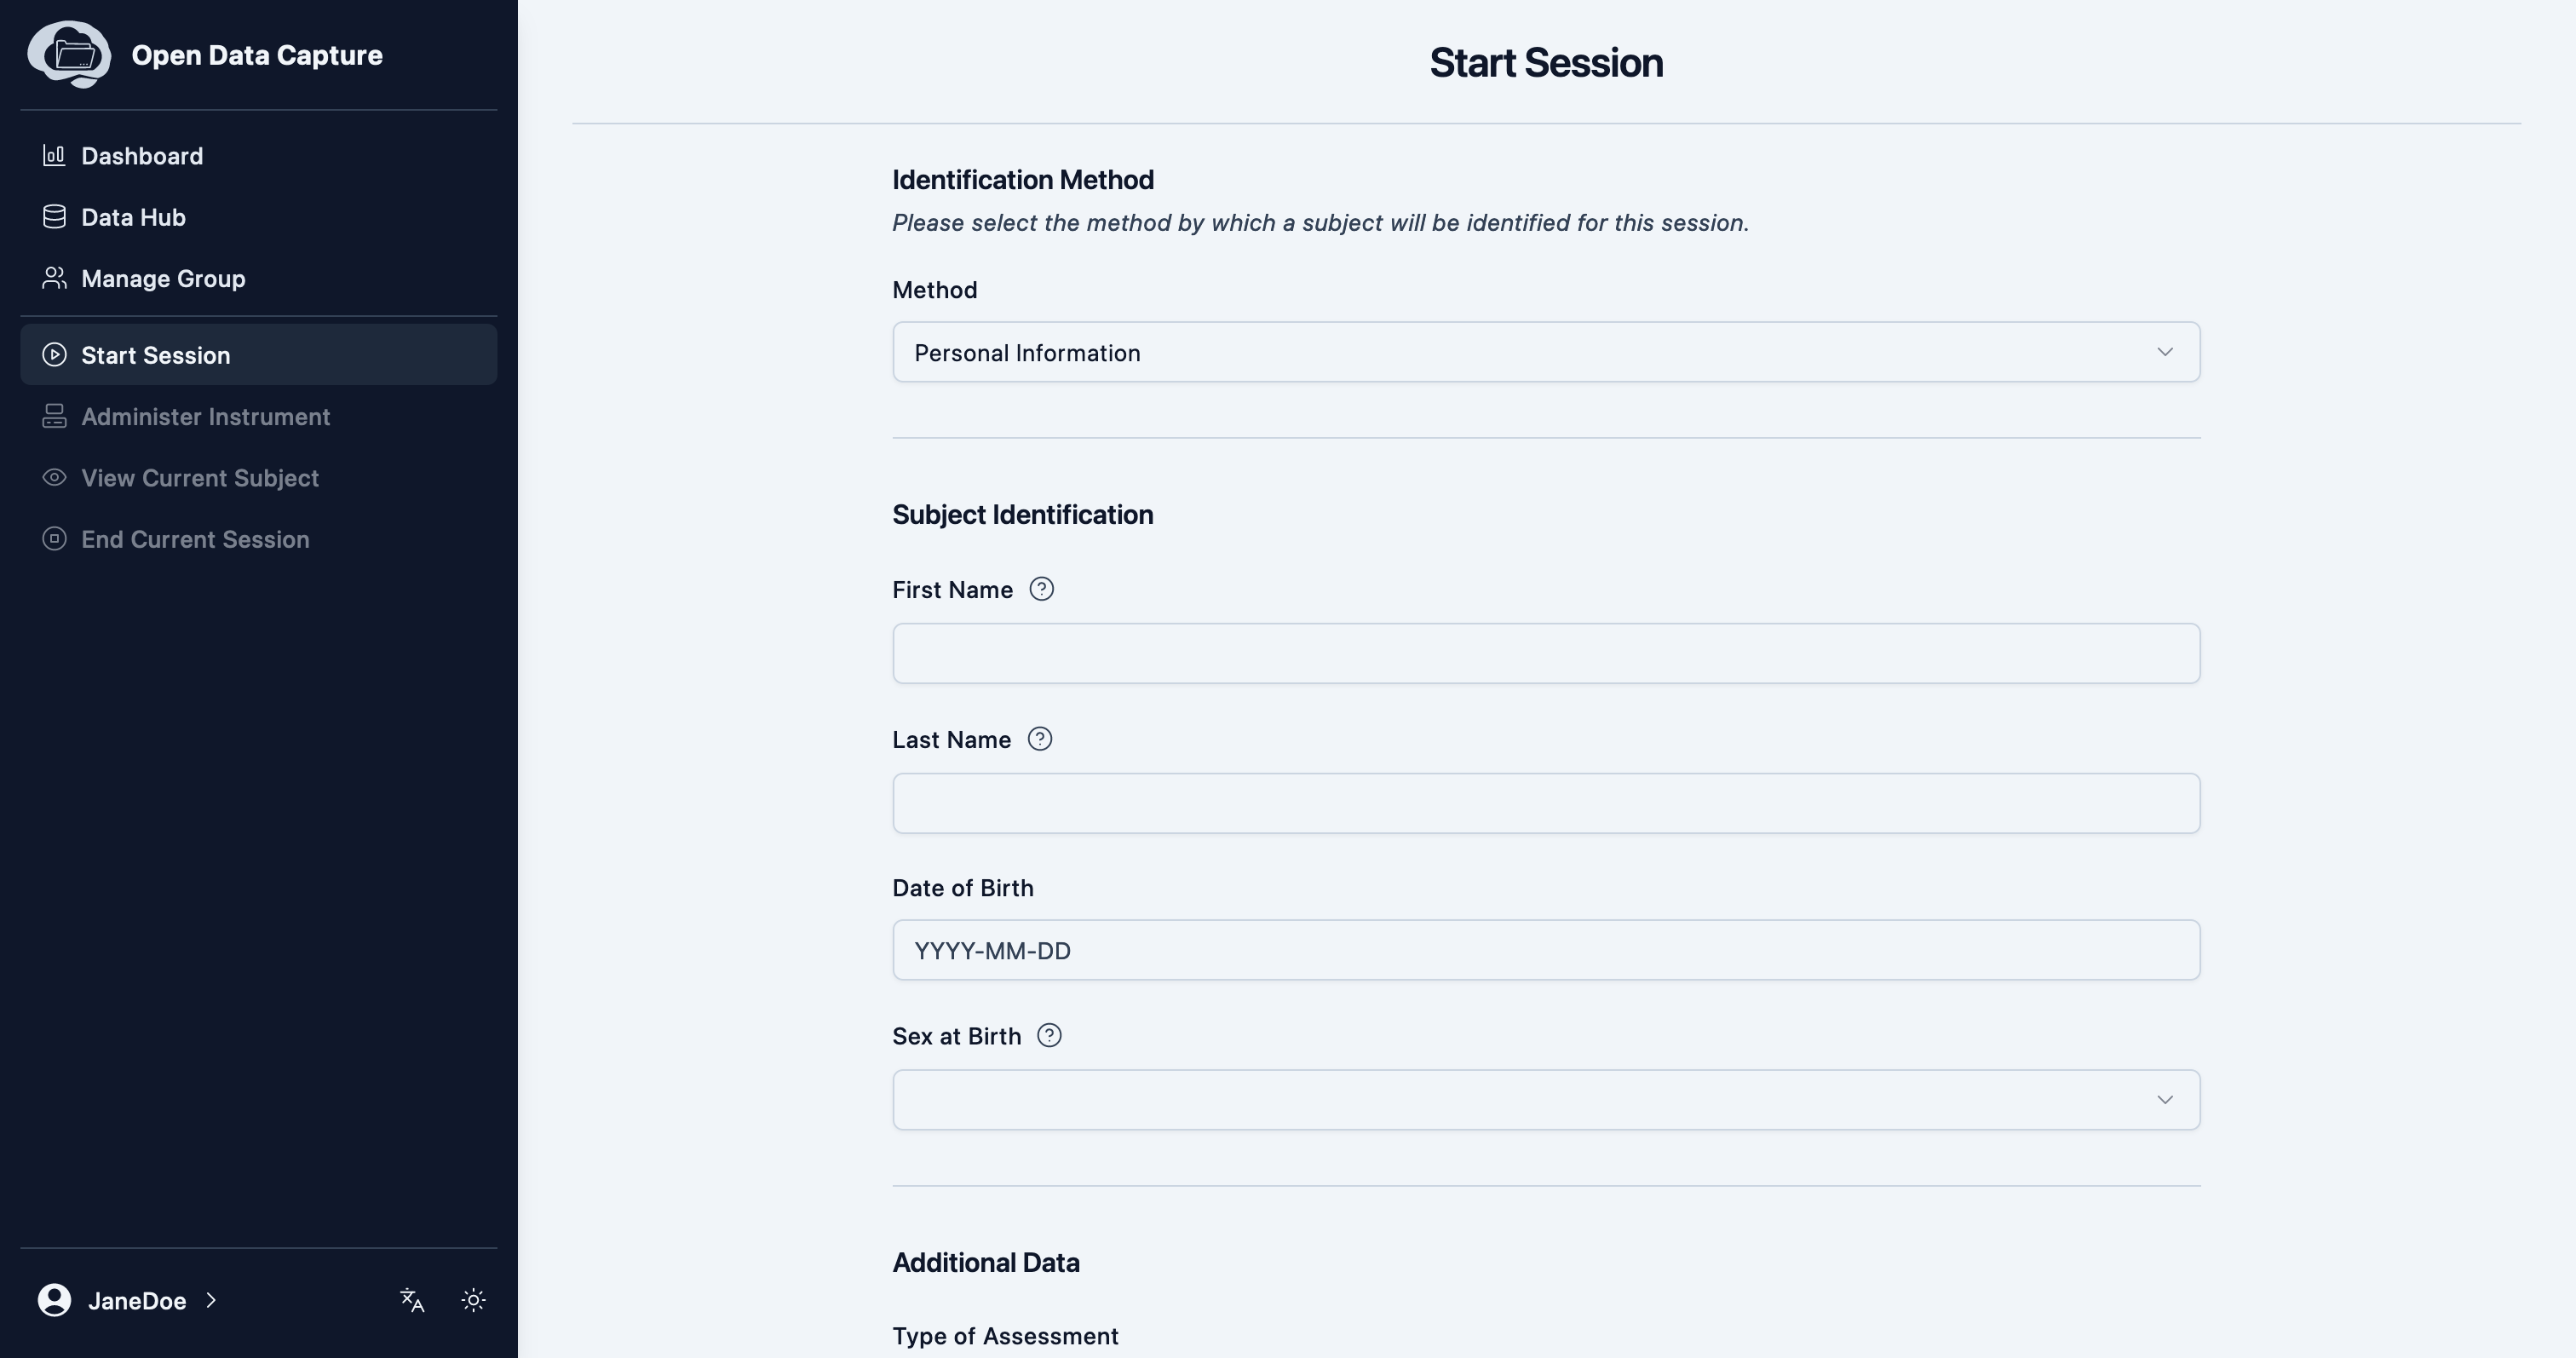 Open Data Capture
Dashboard
Data Hub
Manage Group
Start Session
Administer Instrument
View Current Subject
End Current Session
JaneDoe
Start Session
Identification Method
Please select the method by which a subject will be identified for this session.
Method
Personal Information
Subject Identification
First Name
Last Name
Date of Birth
YYYY-MM-DD
Sex at Birth
Additional Data
Type of Assessment